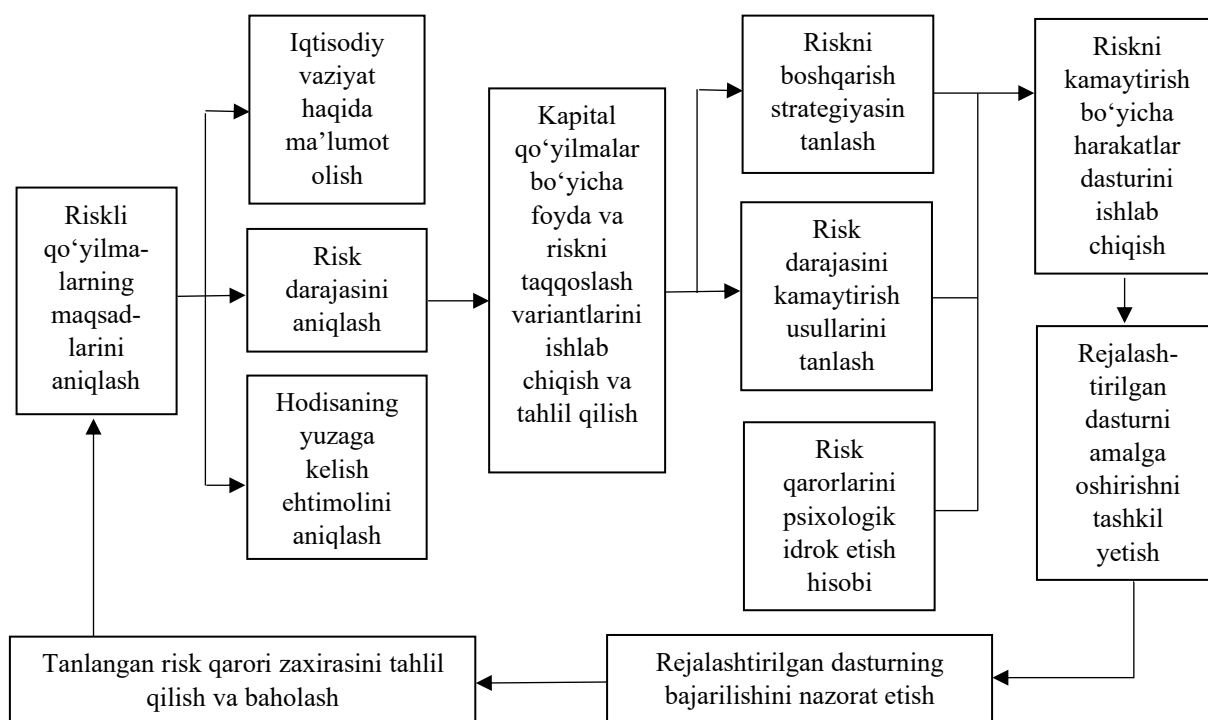 Riskli
qo‘yilma-
larning
maqsad-
larini
aniqlash
Iqtisodiy
vaziyat
haqida
ma’lumot
olish
Risk
darajasini
aniqlash
Hodisaning
yuzaga
kelish
ehtimolini
aniqlash
Kapital
qo‘yilmalar
bo‘yicha
foyda va
riskni
taqqoslash
variantlarini
ishlab
chiqish va
tahlil qilish
Riskni
boshqarish
strategiyasin
tanlash
Risk
darajasini
kamaytirish
usullarini
tanlash
Risk
qarorlarini
psixologik
idrok etish
hisobi
Riskni
kamaytirish
bo‘yicha
harakatlar
dasturini
ishlab
chiqish
Rejalash-
tirilgan
dasturni
amalga
oshirishni
tashkil
yetish
Rejalashtirilgan dasturning
bajarilishini nazorat etish
Tanlangan risk qarori zaxirasini tahlil
qilish va baholash